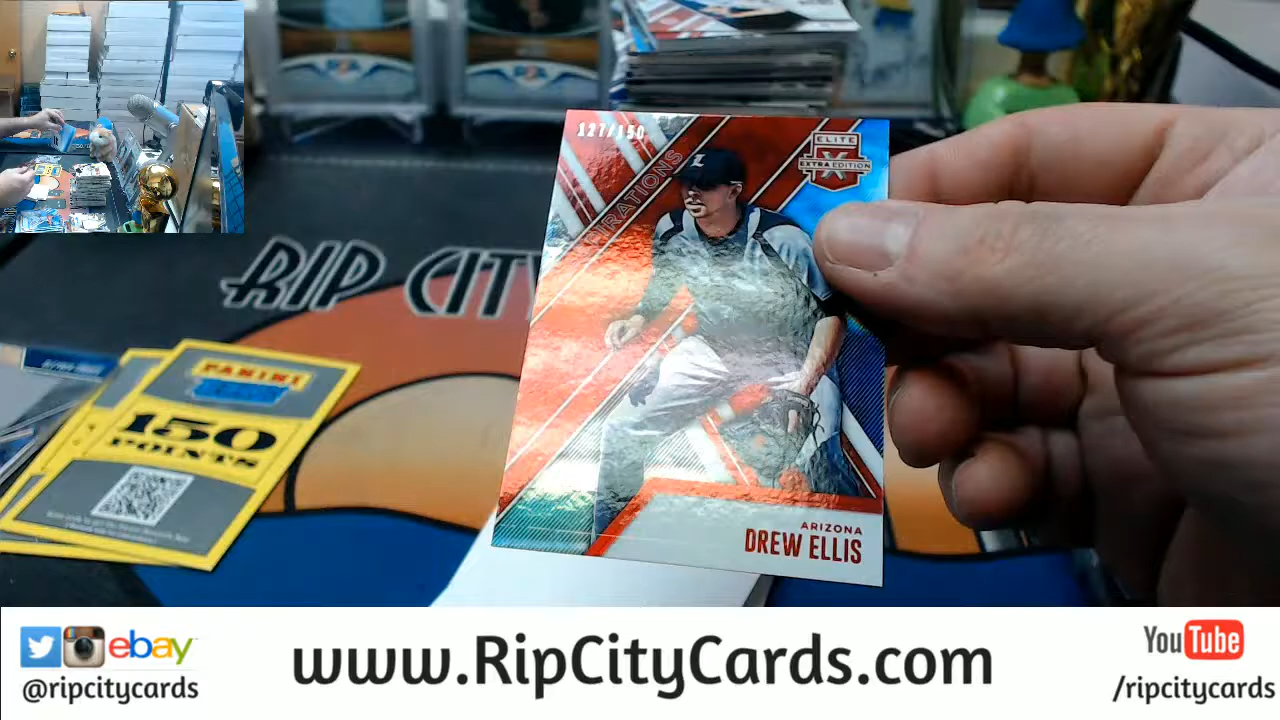 127/150
ELITE
EXTRA EDITION
X
L
RIP CITY
PANINI
150
POINTS
ARIZONA
DREW ELLIS
ebay
www.RipCityCards.com
YouTube
@ripcitycards
/ripcitycards